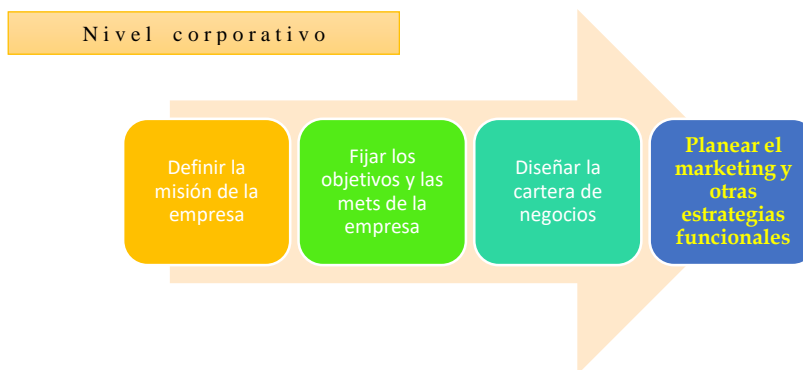 Nivel corporativo
Definir la
misión de la
empresa
Fijar los
objetivos y las
mets de la
empresa
Diseñar la
cartera de
negocios
Planear el
marketing y
otras
estrategias
funcionales